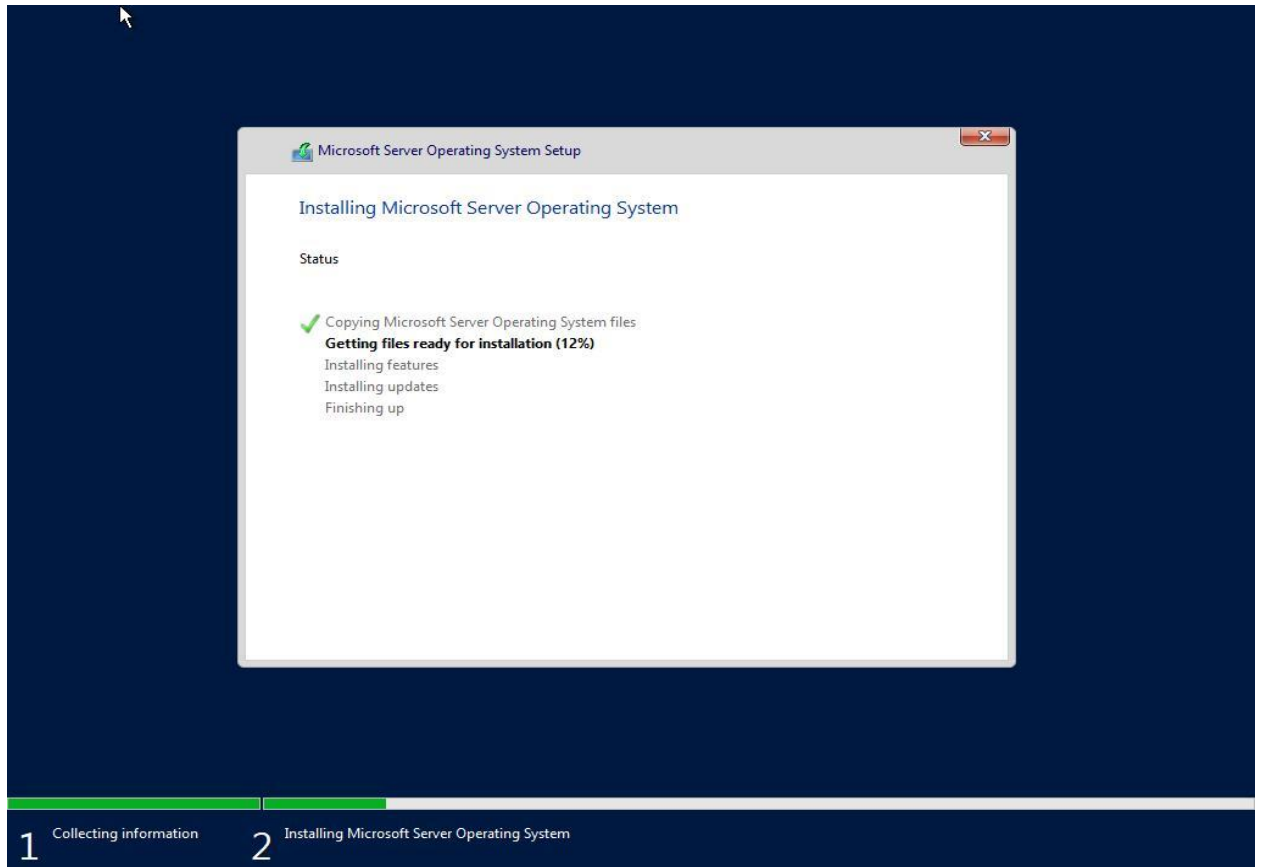 Microsoft Server Operating System Setup
Installing Microsoft Server Operating System
Status
Copying Microsoft Server Operating System files
Getting files ready for installation (12%)
Installing features
Installing updates
Finishing up
1 Collecting information 2 Installing Microsoft Server Operating System